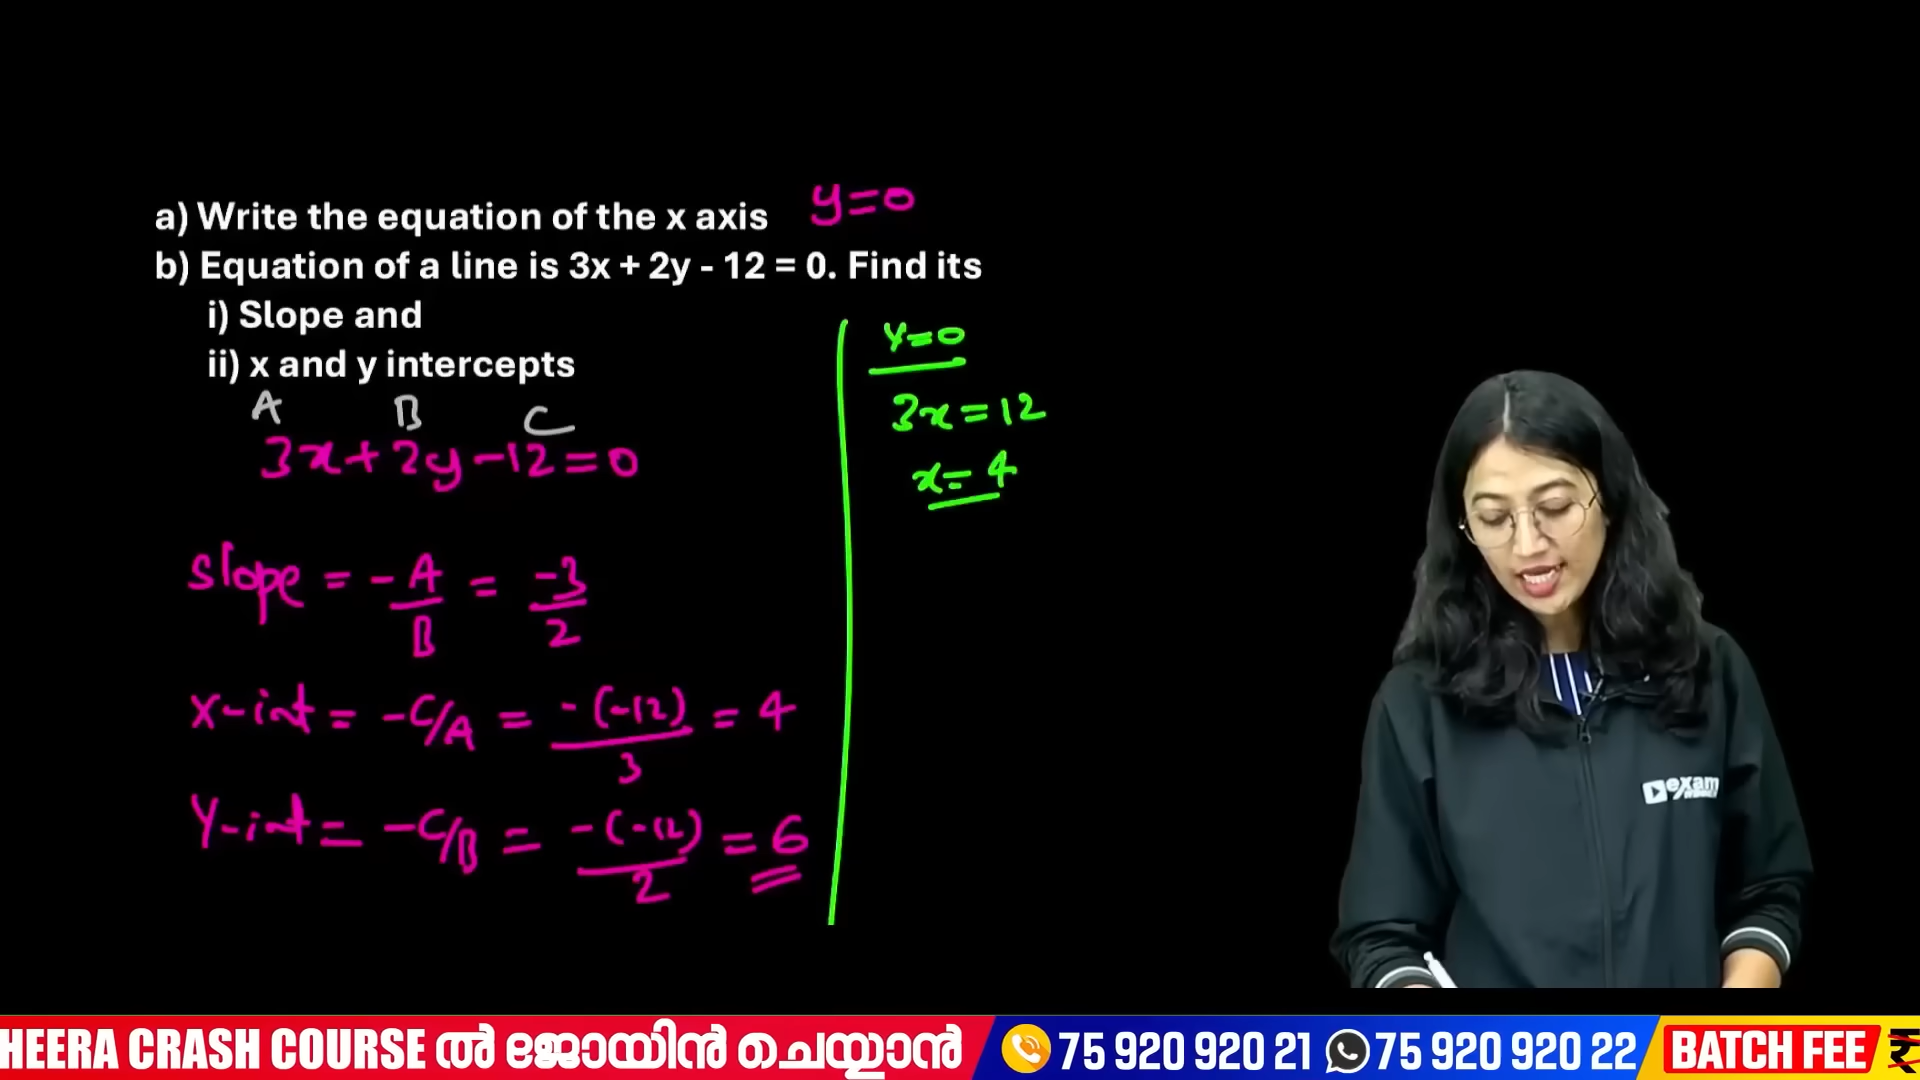 a) Write the equation of the x axis y=0
b) Equation of a line is 3x + 2y - 12 = 0. Find its
i) Slope and
ii) x and y intercepts
A B C
3x+2y-12=0
slope = -A/B = -3/2
X-int = -C/A = -(-12)/3 = 4
Y-int = -C/B = -(-12)/2 = 6
Y=0
3x=12
x=4
exam
HEERA CRASH COURSE ൽ ജോയിൻ ചെയ്യാൻ 75 920 920 21 75 920 920 22 BATCH FEE ₹